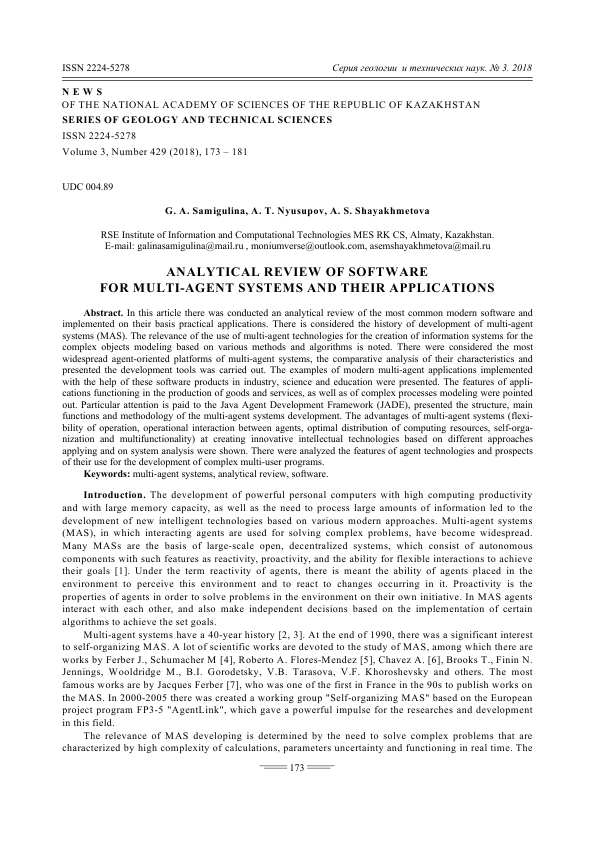 ISSN 2224-5278 Серия геологии и технических наук. № 3. 2018
N E W S
OF THE NATIONAL ACADEMY OF SCIENCES OF THE REPUBLIC OF KAZAKHSTAN
SERIES OF GEOLOGY AND TECHNICAL SCIENCES
ISSN 2224-5278
Volume 3, Number 429 (2018), 173 – 181
UDC 004.89
G. A. Samigulina, A. T. Nyusupov, A. S. Shayakhmetova
RSE Institute of Information and Computational Technologies MES RK CS, Almaty, Kazakhstan.
E-mail: galinasamigulina@mail.ru , moniumverse@outlook.com, asemshayakhmetova@mail.ru
ANALYTICAL REVIEW OF SOFTWARE
FOR MULTI-AGENT SYSTEMS AND THEIR APPLICATIONS
Abstract. In this article there was conducted an analytical review of the most common modern software and
implemented on their basis practical applications. There is considered the history of development of multi-agent
systems (MAS). The relevance of the use of multi-agent technologies for the creation of information systems for the
complex objects modeling based on various methods and algorithms is noted. There were considered the most
widespread agent-oriented platforms of multi-agent systems, the comparative analysis of their characteristics and
presented the development tools was carried out. The examples of modern multi-agent applications implemented
with the help of these software products in industry, science and education were presented. The features of appli-
cations functioning in the production of goods and services, as well as of complex processes modeling were pointed
out. Particular attention is paid to the Java Agent Development Framework (JADE), presented the structure, main
functions and methodology of the multi-agent systems development. The advantages of multi-agent systems (flexi-
bility of operation, operational interaction between agents, optimal distribution of computing resources, self-orga-
nization and multifunctionality) at creating innovative intellectual technologies based on different approaches
applying and on system analysis were shown. There were analyzed the features of agent technologies and prospects
of their use for the development of complex multi-user programs.
Keywords: multi-agent systems, analytical review, software.
Introduction. The development of powerful personal computers with high computing productivity
and with large memory capacity, as well as the need to process large amounts of information led to the
development of new intelligent technologies based on various modern approaches. Multi-agent systems
(MAS), in which interacting agents are used for solving complex problems, have become widespread.
Many MASs are the basis of large-scale open, decentralized systems, which consist of autonomous
components with such features as reactivity, proactivity, and the ability for flexible interactions to achieve
their goals [1]. Under the term reactivity of agents, there is meant the ability of agents placed in the
environment to perceive this environment and to react to changes occurring in it. Proactivity is the
properties of agents in order to solve problems in the environment on their own initiative. In MAS agents
interact with each other, and also make independent decisions based on the implementation of certain
algorithms to achieve the set goals.
Multi-agent systems have a 40-year history [2, 3]. At the end of 1990, there was a significant interest
to self-organizing MAS. A lot of scientific works are devoted to the study of MAS, among which there are
works by Ferber J., Schumacher M [4], Roberto A. Flores-Mendez [5], Chavez A. [6], Brooks T., Finin N.
Jennings, Wooldridge M., B.I. Gorodetsky, V.B. Tarasova, V.F. Khoroshevsky and others. The most
famous works are by Jacques Ferber [7], who was one of the first in France in the 90s to publish works on
the MAS. In 2000-2005 there was created a working group "Self-organizing MAS" based on the European
project program FP3-5 "AgentLink", which gave a powerful impulse for the researches and development
in this field.
The relevance of MAS developing is determined by the need to solve complex problems that are
characterized by high complexity of calculations, parameters uncertainty and functioning in real time. The
173